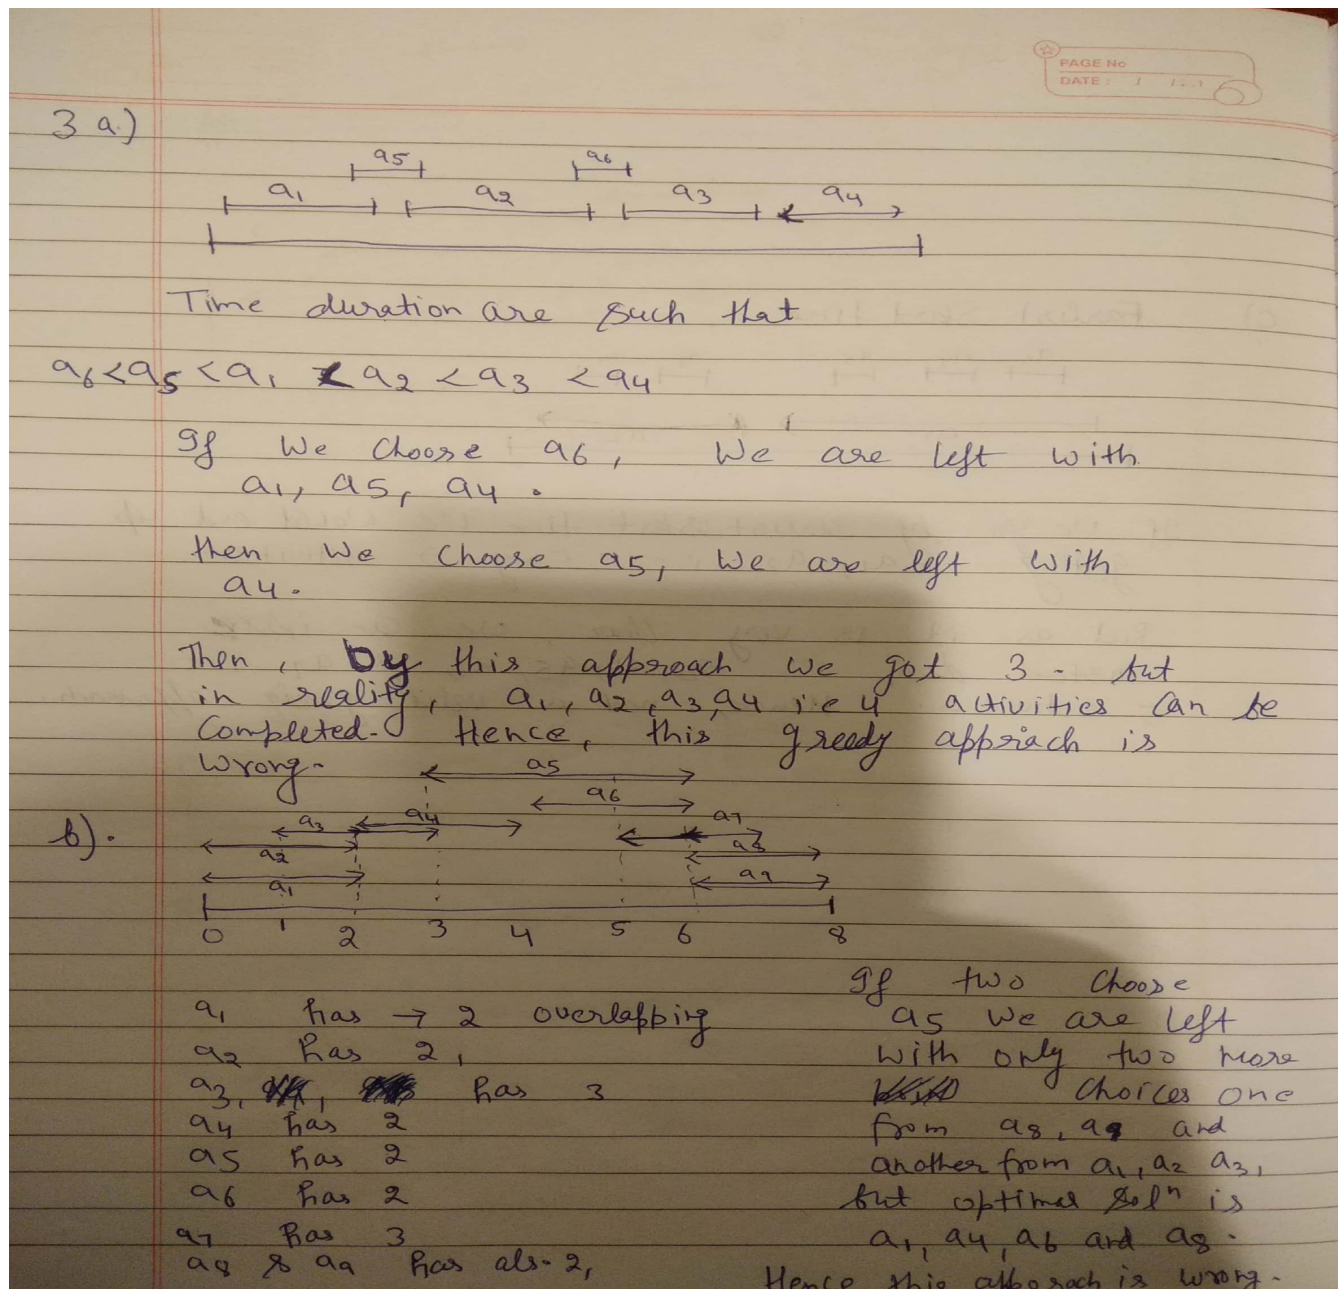 PAGE No
DATE: / /
3 a.)
a5 a6
a1 a2 a3 a4
Time duration are such that
a6 < a5 < a1 < a2 < a3 < a4
If We choose a6, We are left with
a1, a5, a4.
then We Choose a5, We are left with
a4.
Then, by this approach we got 3. but
in reality, a1, a2, a3, a4 i.e 4 activities can be
Completed. Hence, this greedy appriach is
wrong.
a5
a6
b). a3 a4 a7
a2 a8
a1 a9
0 1 2 3 4 5 6 8
a1 has → 2 overlapping
a2 has 2,
a3, has 3
a4 has 2
a5 has 2
a6 has 2
a7 has 3
a8 & a9 has als- 2,
If two Choose
a5 we are left
with only two more
Choices one
from a8, a9 and
another from a1, a2 a3,
but optimal soln is
a1, a4, a6 and a8.
Hence this apporach is wrong.